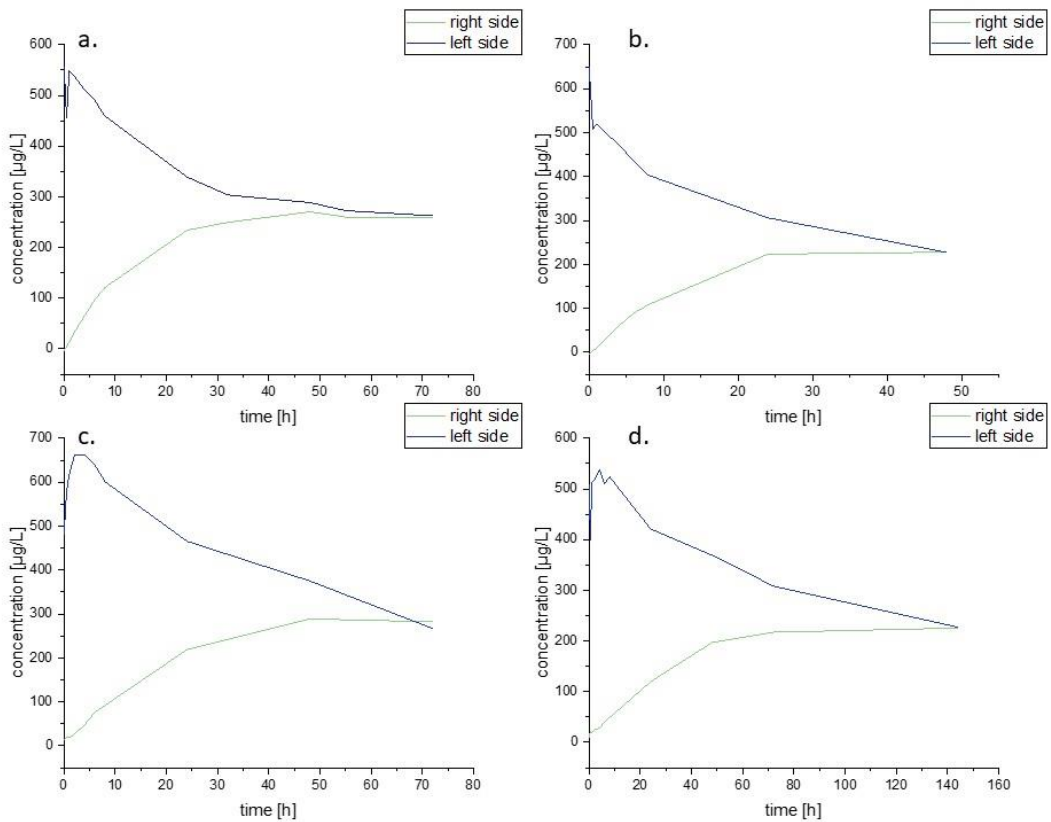 a.
right side
left side
600
500
400
300
200
100
0
concentration [µg/L]
0 10 20 30 40 50 60 70 80
time [h]
b.
right side
left side
700
600
500
400
300
200
100
0
concentration [µg/L]
0 10 20 30 40 50
time [h]
c.
right side
left side
700
600
500
400
300
200
100
0
concentration [µg/L]
0 10 20 30 40 50 60 70 80
time [h]
d.
right side
left side
600
500
400
300
200
100
0
concentration [µg/L]
0 20 40 60 80 100 120 140 160
time [h]